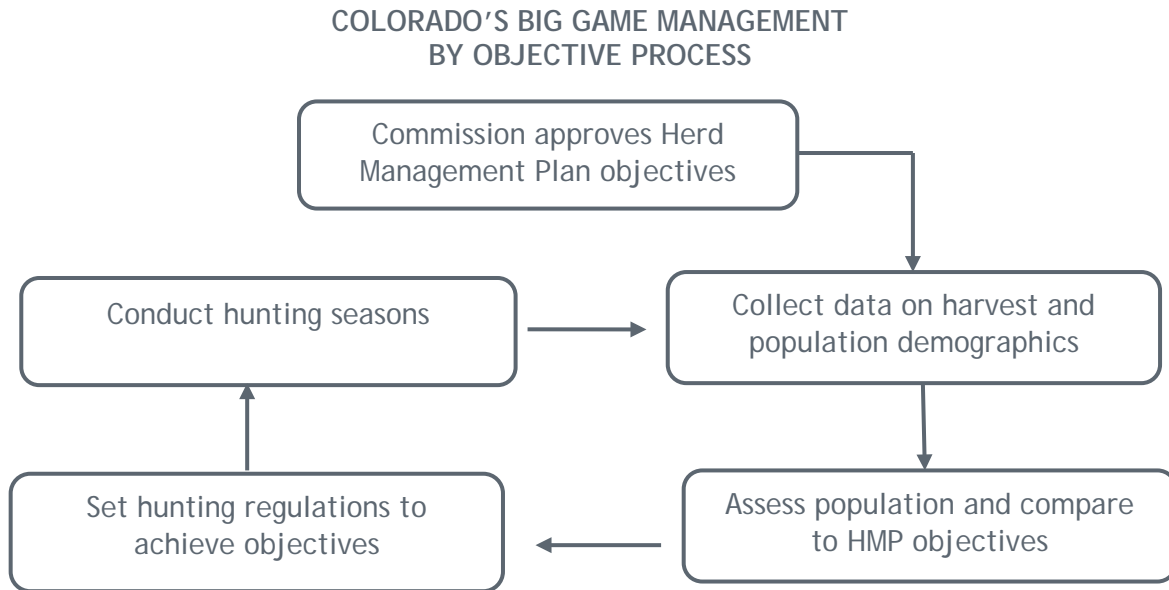 COLORADO'S BIG GAME MANAGEMENT
BY OBJECTIVE PROCESS
Commission approves Herd
Management Plan objectives
Conduct hunting seasons
Collect data on harvest and
population demographics
Set hunting regulations to
achieve objectives
Assess population and compare
to HMP objectives